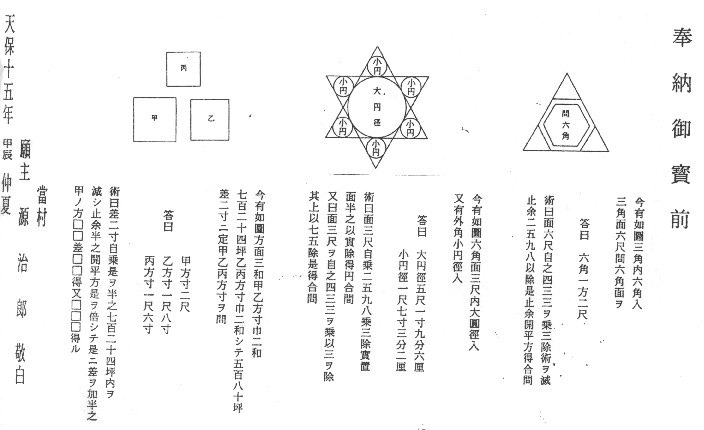 奉納御寶前
問六角
今有如圖三角内六角入
三角面六尺問六角面ヲ
答曰 六角一方二尺
術曰面六尺自之四三三ヲ乗三除術ヲ滅
止余二五九八以除是止余開平方得合問
小円
小円
小円
大円径
小円
小円
小円
今有如圖六角面三尺内大圓径入
又有外角小円径入
答曰 大円径五尺一寸九分六厘
小円径一尺七寸三分二厘
術曰面三尺自乗二五九八乗三除實置
面半之以實除得円合問
又曰面三尺ヲ自之四三三ヲ乗以三ヲ除
其上以七五除是得合問
丙
甲
乙
今有如圖方面三和甲乙方寸巾二和
七百二十四坪乙丙方寸巾二和シテ五百八十坪
差二寸ニ定甲乙丙方寸ヲ問
答曰
甲方寸二尺
乙方寸一尺八寸
丙方寸一尺六寸
術曰差二寸自乗是ヲ半之七百二十四坪内ヲ
減シ止余半之開平方是ヲ倍シテ是ニ差ヲ加半之
甲ノ方□□差□□得又□□□得ル
當村
願主 源治郎 敬白
天保十五年甲辰仲夏